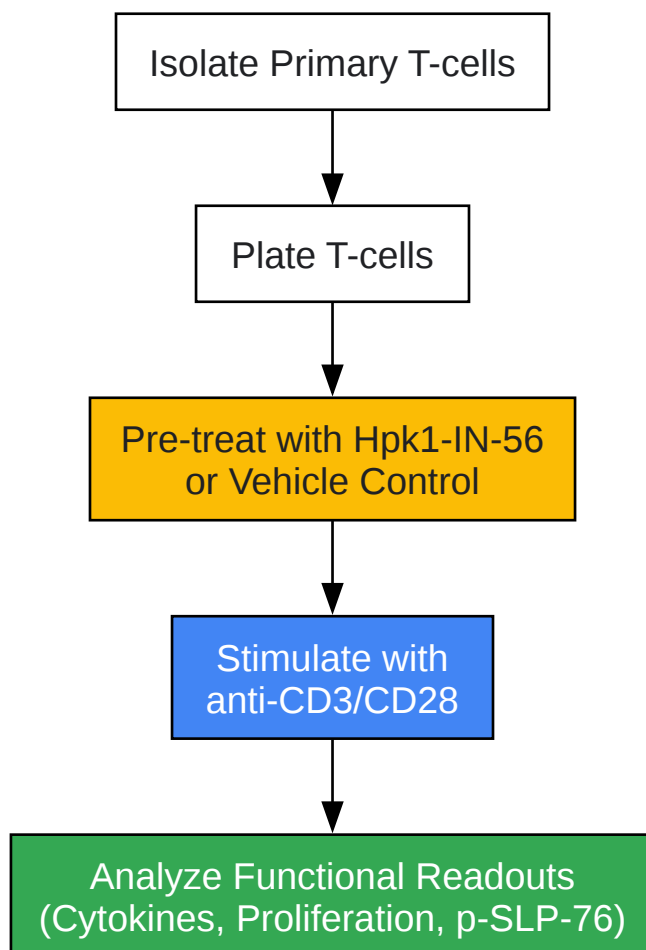 Isolate Primary T-cells
Plate T-cells
Pre-treat with Hpk1-IN-56
or Vehicle Control
Stimulate with
anti-CD3/CD28
Analyze Functional Readouts
(Cytokines, Proliferation, p-SLP-76)